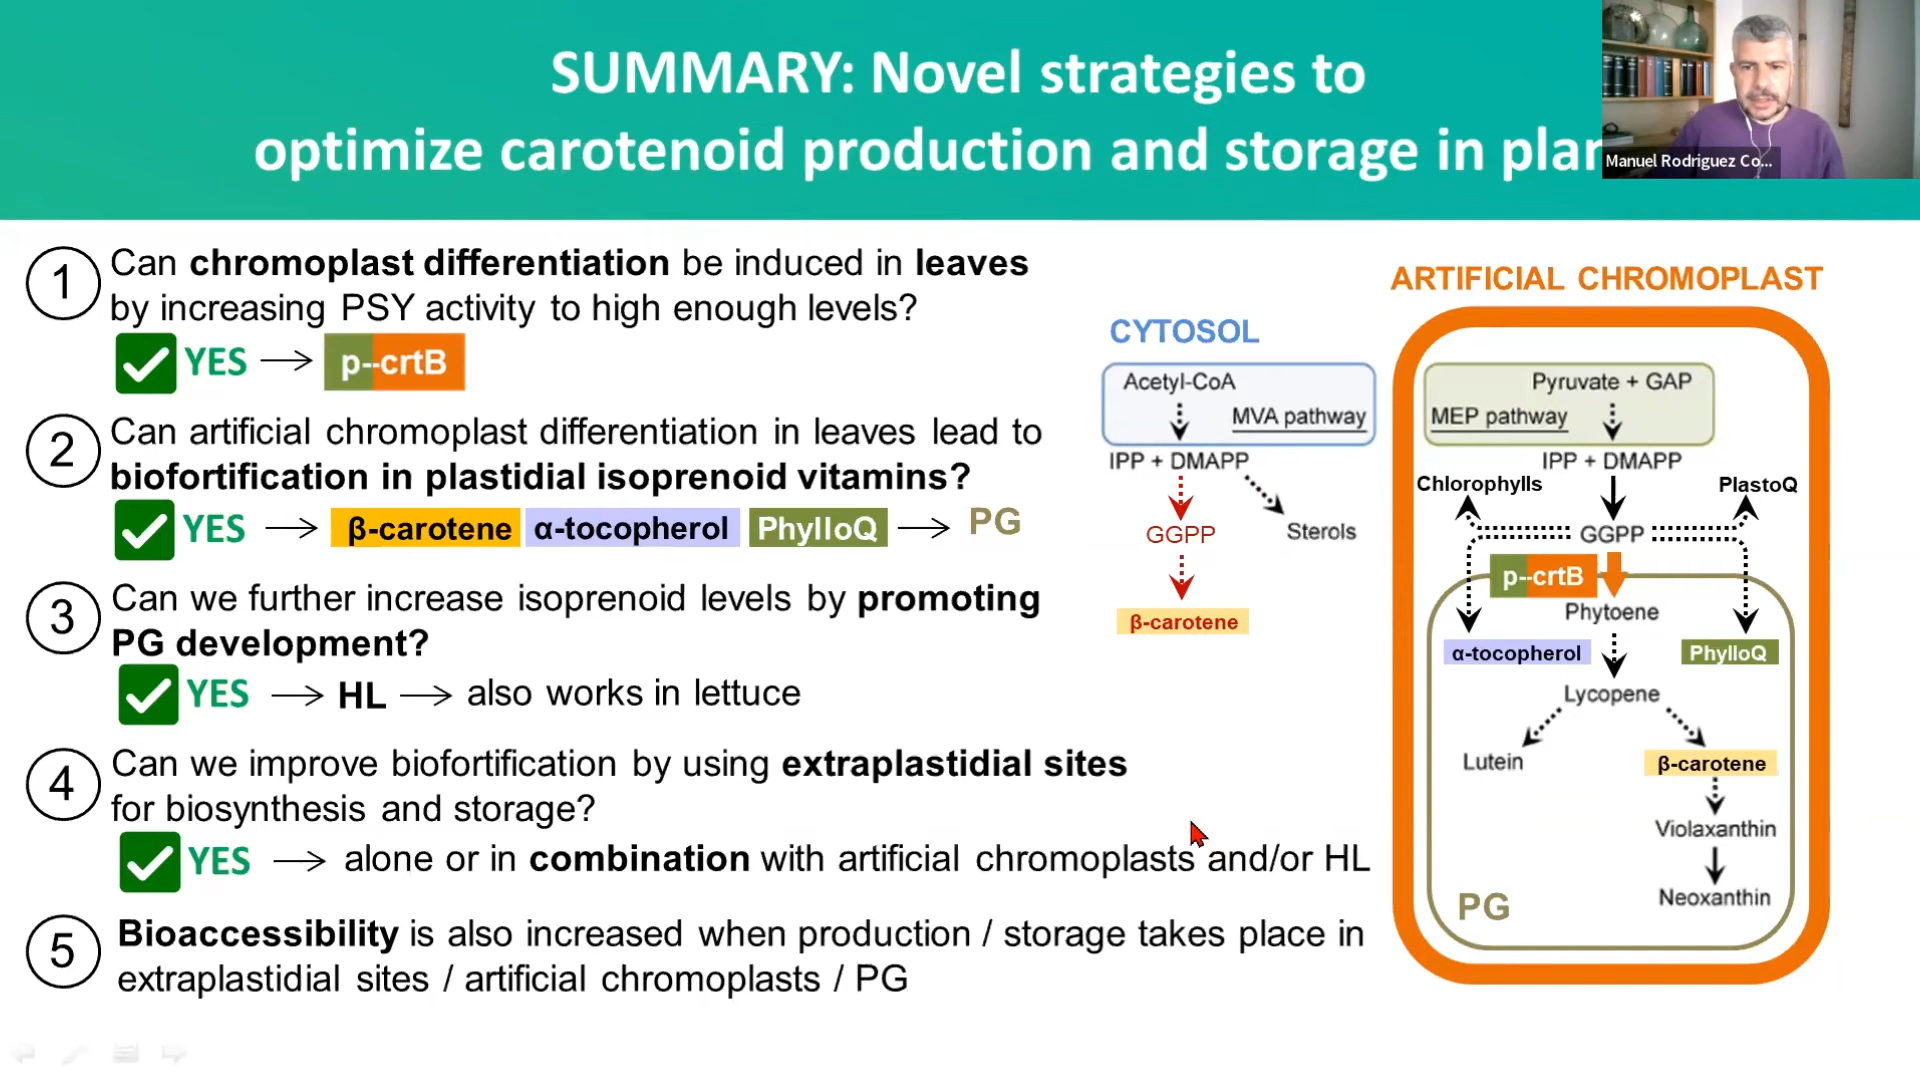 SUMMARY: Novel strategies to
optimize carotenoid production and storage in plan
Manuel Rodriguez Co...
1 Can chromoplast differentiation be induced in leaves
by increasing PSY activity to high enough levels?
YES → p--crtB
2 Can artificial chromoplast differentiation in leaves lead to
biofortification in plastidial isoprenoid vitamins?
YES → β-carotene α-tocopherol PhylloQ → PG
3 Can we further increase isoprenoid levels by promoting
PG development?
YES → HL → also works in lettuce
4 Can we improve biofortification by using extraplastidial sites
for biosynthesis and storage?
YES → alone or in combination with artificial chromoplasts and/or HL
5 Bioaccessibility is also increased when production / storage takes place in
extraplastidial sites / artificial chromoplasts / PG
CYTOSOL
Acetyl-CoA
MVA pathway
IPP + DMAPP
GGPP
Sterols
β-carotene
ARTIFICIAL CHROMOPLAST
Pyruvate + GAP
MEP pathway
IPP + DMAPP
Chlorophylls
PlastoQ
GGPP
p--crtB
Phytoene
α-tocopherol
PhylloQ
Lycopene
Lutein
β-carotene
Violaxanthin
Neoxanthin
PG